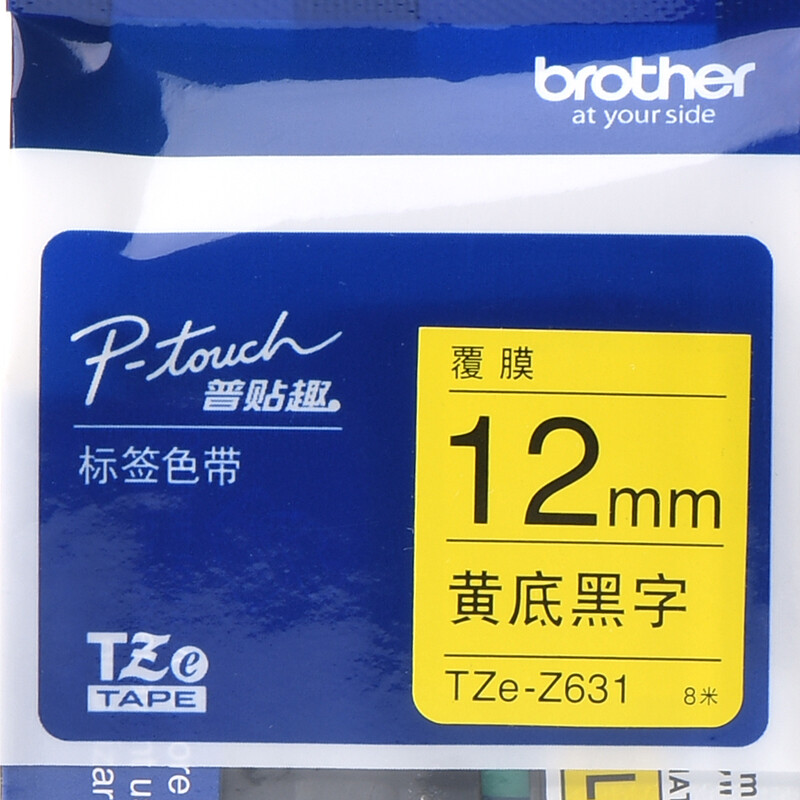 brother
at your side
P-touch
普贴趣
标签色带
覆膜
12mm
黄底黑字
TZe-Z631 8米
TZe
TAPE